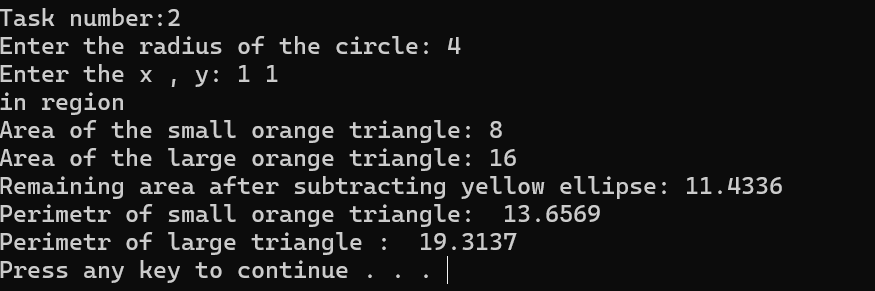 Task number:2
Enter the radius of the circle: 4
Enter the x , y: 1 1
in region
Area of the small orange triangle: 8
Area of the large orange triangle: 16
Remaining area after subtracting yellow ellipse: 11.4336
Perimetr of small orange triangle:  13.6569
Perimetr of large triangle :  19.3137
Press any key to continue . . .